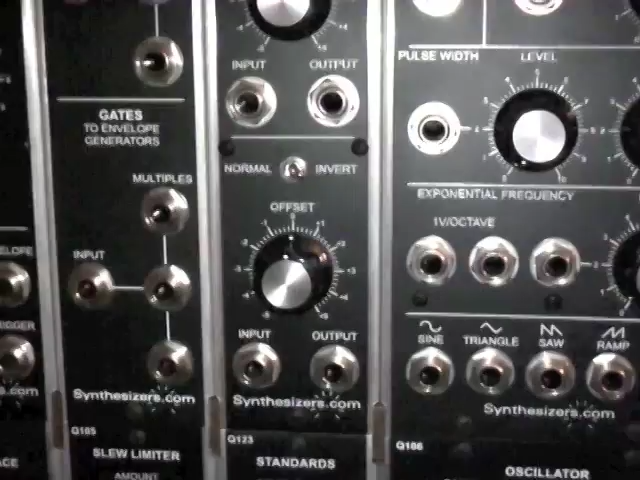 INPUT OUTPUT
PULSE WIDTH LEVEL
GATES
TO ENVELOPE
GENERATORS
NORMAL INVERT
MULTIPLES
EXPONENTIAL FREQUENCY
OFFSET
1V/OCTAVE
INPUT
INPUT OUTPUT
SINE TRIANGLE SAW RAMP
Synthesizers.com
Synthesizers.com
Synthesizers.com
Q105
SLEW LIMITER
AMOUNT
Q123
STANDARDS
Q106
OSCILLATOR